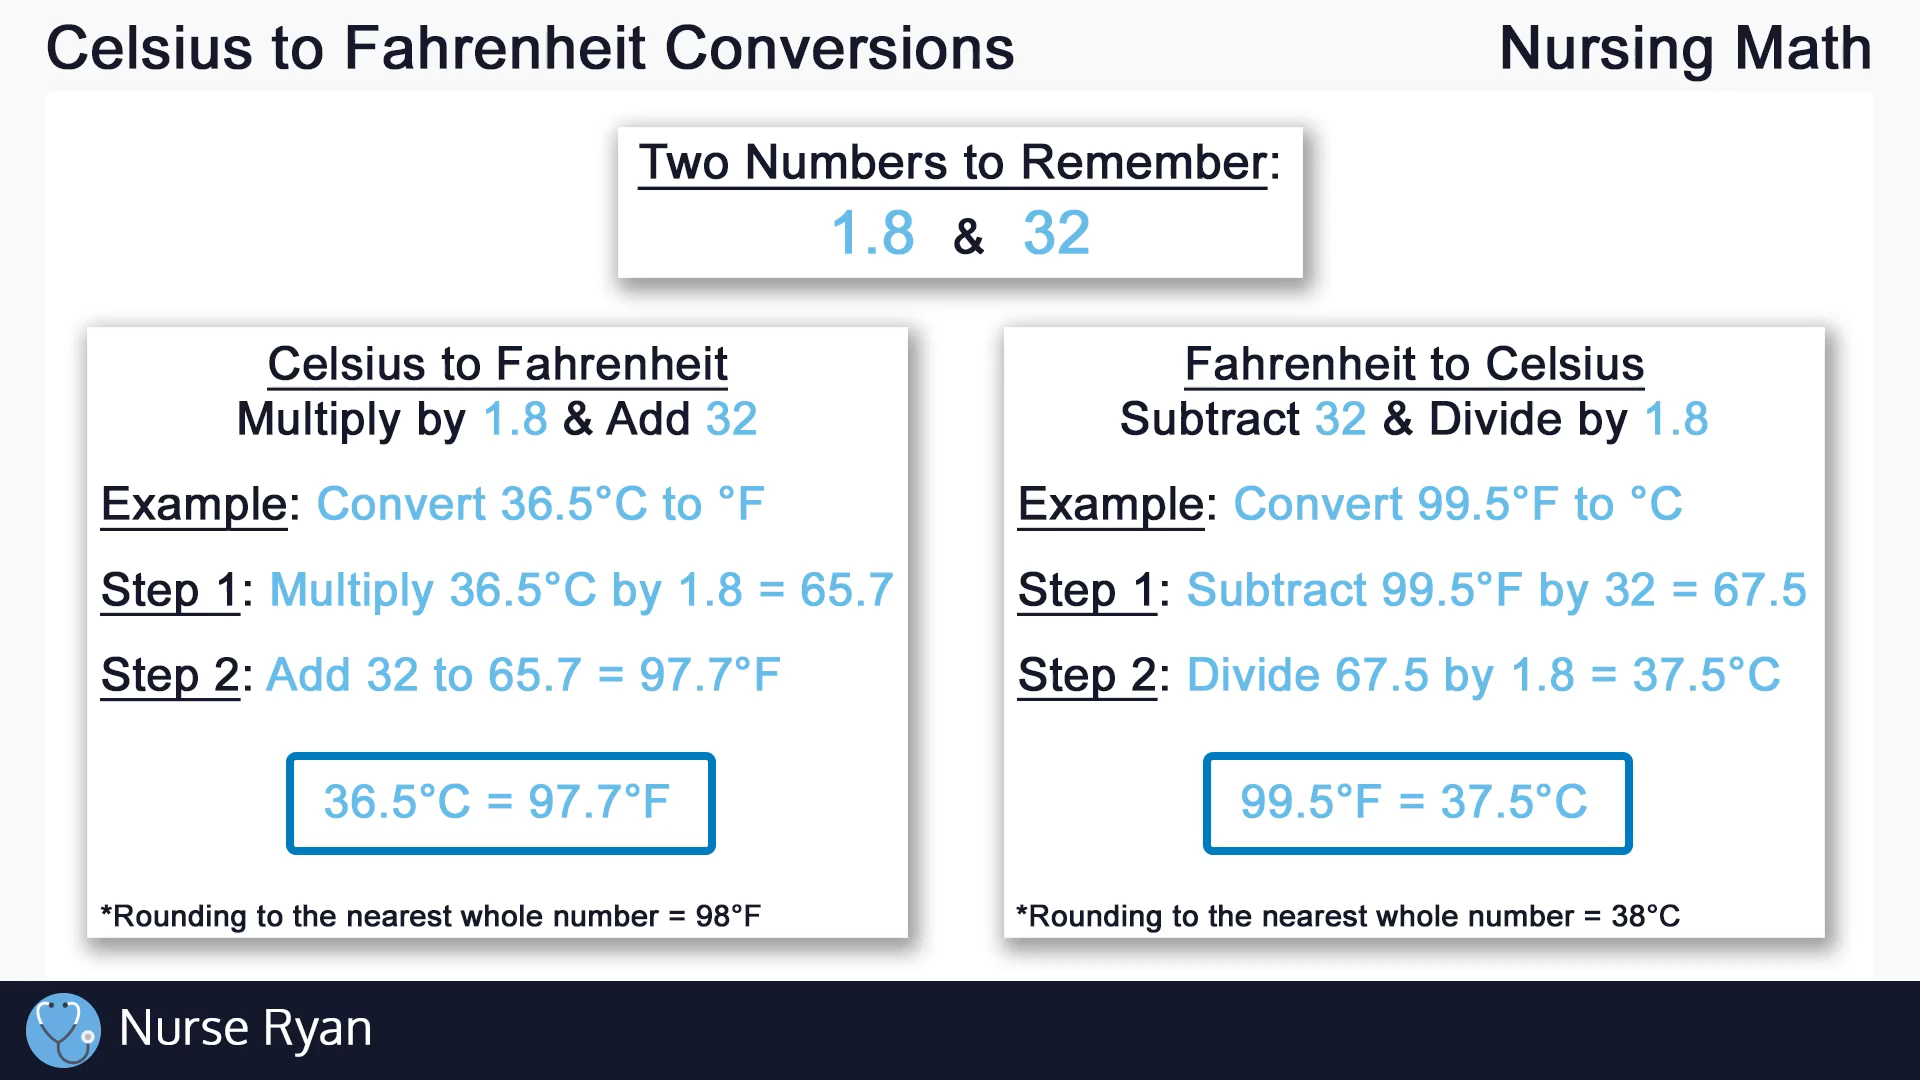 Celsius to Fahrenheit Conversions
Nursing Math
Two Numbers to Remember:
1.8 & 32
Celsius to Fahrenheit
Multiply by 1.8 & Add 32
Example: Convert 36.5°C to °F
Step 1: Multiply 36.5°C by 1.8 = 65.7
Step 2: Add 32 to 65.7 = 97.7°F
36.5°C = 97.7°F
*Rounding to the nearest whole number = 98°F
Fahrenheit to Celsius
Subtract 32 & Divide by 1.8
Example: Convert 99.5°F to °C
Step 1: Subtract 99.5°F by 32 = 67.5
Step 2: Divide 67.5 by 1.8 = 37.5°C
99.5°F = 37.5°C
*Rounding to the nearest whole number = 38°C
Nurse Ryan